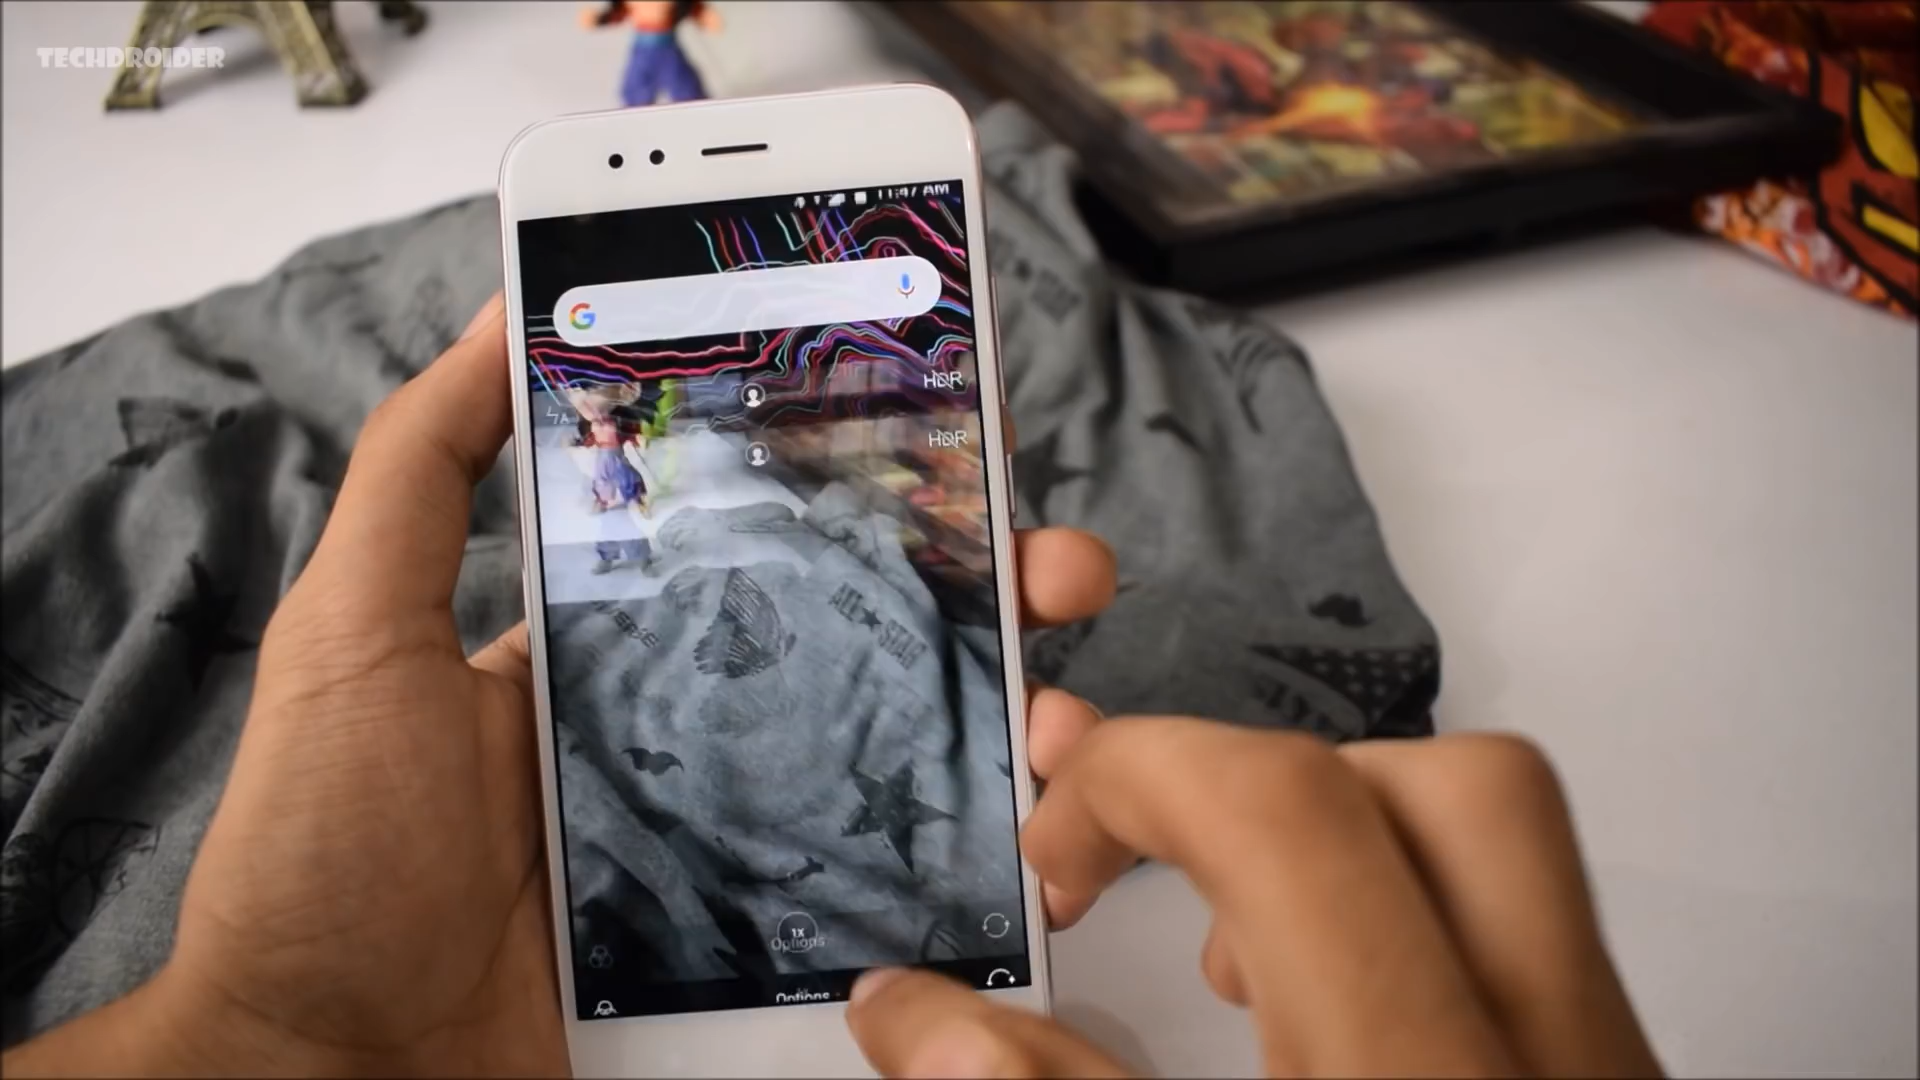 TECHDROIDER
11:47 AM
G
HDR
HDR
ALL★STAR
1X
Options
Options